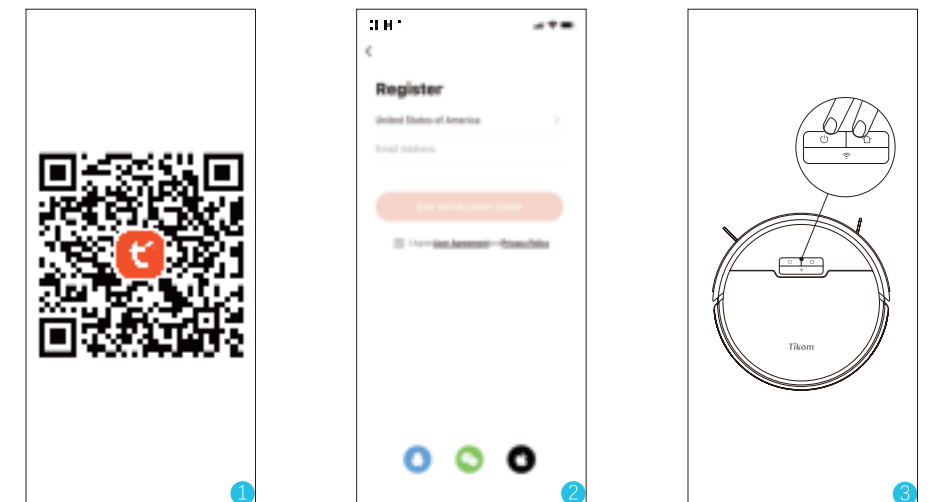 1
Register
United States of America
Email Address
Get Verification Code
I Agree User Agreement Privacy Policy
2
Tikom
3